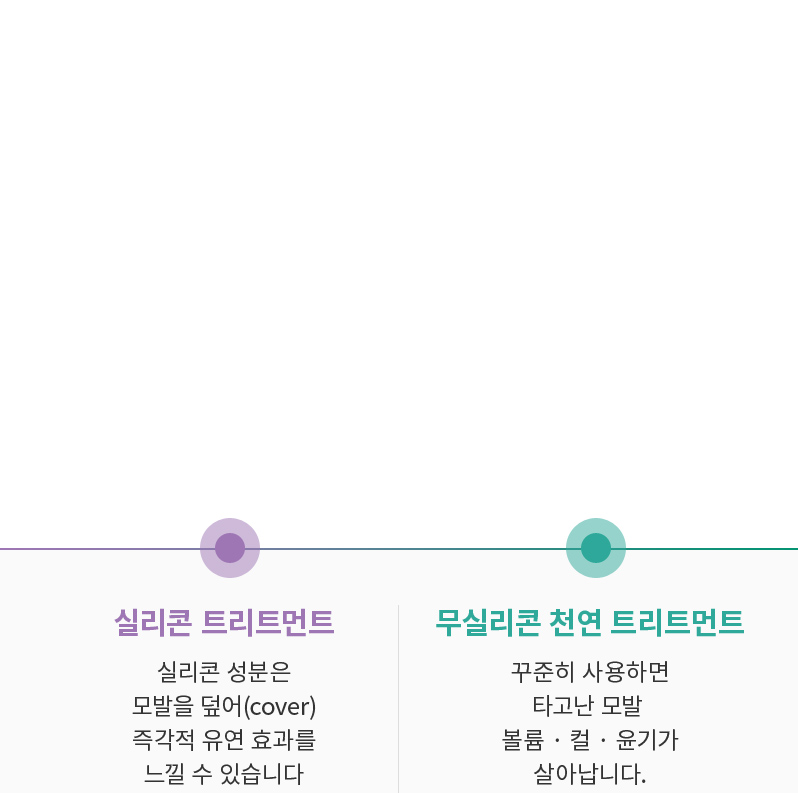 실리콘 트리트먼트
실리콘 성분은
모발을 덮어(cover)
즉각적 유연 효과를
느낄 수 있습니다
무실리콘 천연 트리트먼트
꾸준히 사용하면
타고난 모발
볼륨 · 컬 · 윤기가
살아납니다.